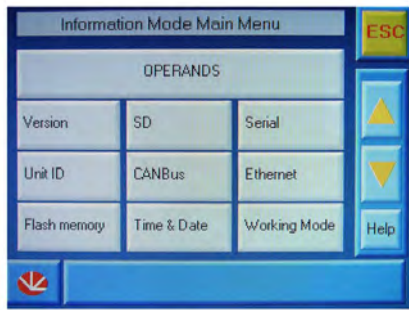 Information Mode Main Menu
ESC
OPERANDS
Version
SD
Serial
Unit ID
CANBus
Ethernet
Flash memory
Time & Date
Working Mode
Help